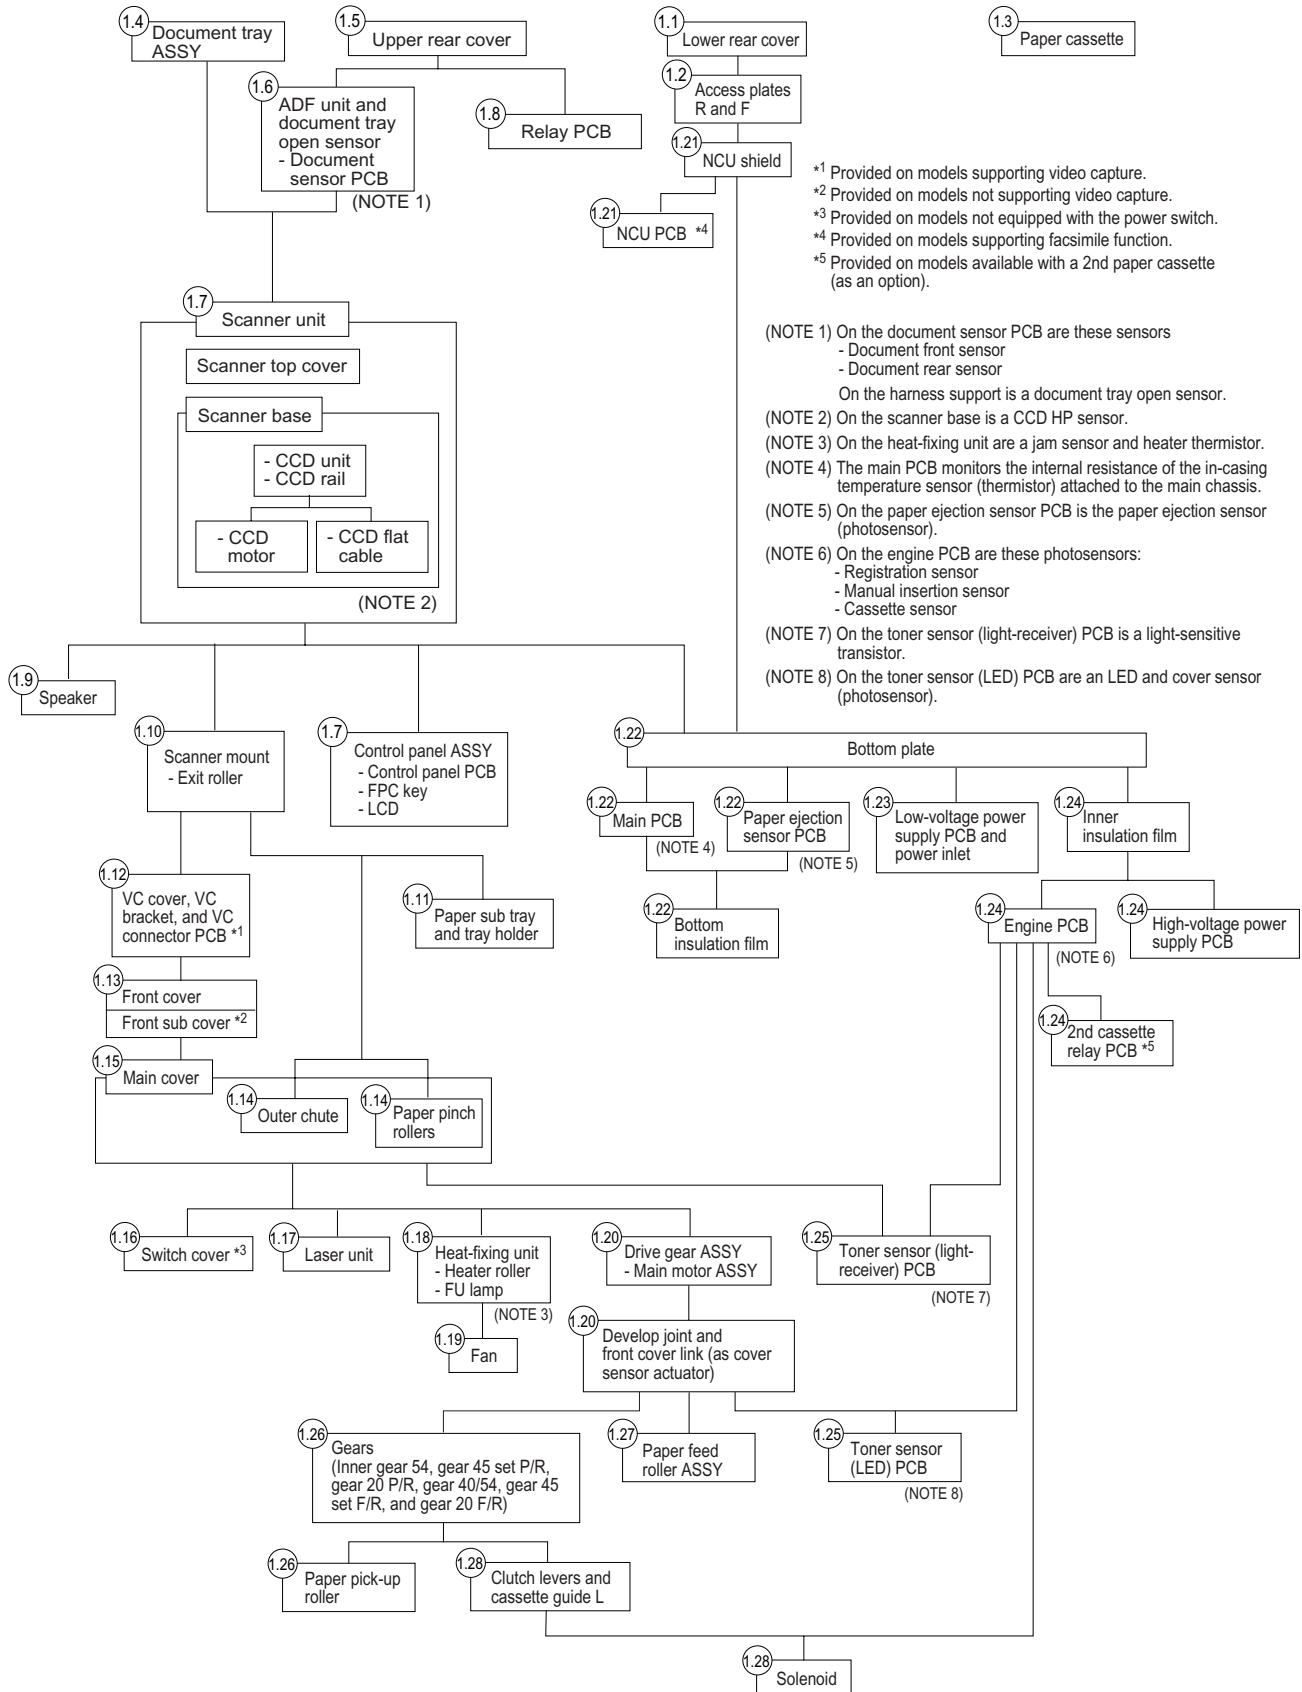 1.4
Document tray
ASSY
1.5
Upper rear cover
1.1
Lower rear cover
1.3
Paper cassette
1.2
Access plates
R and F
1.6
ADF unit and
document tray
open sensor
- Document
sensor PCB
(NOTE 1)
1.8
Relay PCB
1.21
NCU shield
1.21
NCU PCB *4
*1 Provided on models supporting video capture.
*2 Provided on models not supporting video capture.
*3 Provided on models not equipped with the power switch.
*4 Provided on models supporting facsimile function.
*5 Provided on models available with a 2nd paper cassette
(as an option).
(NOTE 1) On the document sensor PCB are these sensors
- Document front sensor
- Document rear sensor
On the harness support is a document tray open sensor.
(NOTE 2) On the scanner base is a CCD HP sensor.
(NOTE 3) On the heat-fixing unit are a jam sensor and heater thermistor.
(NOTE 4) The main PCB monitors the internal resistance of the in-casing
temperature sensor (thermistor) attached to the main chassis.
(NOTE 5) On the paper ejection sensor PCB is the paper ejection sensor
(photosensor).
(NOTE 6) On the engine PCB are these photosensors:
- Registration sensor
- Manual insertion sensor
- Cassette sensor
(NOTE 7) On the toner sensor (light-receiver) PCB is a light-sensitive
transistor.
(NOTE 8) On the toner sensor (LED) PCB are an LED and cover sensor
(photosensor).
1.7
Scanner unit
Scanner top cover
Scanner base
- CCD unit
- CCD rail
- CCD
motor
- CCD flat
cable
(NOTE 2)
1.9
Speaker
1.10
Scanner mount
- Exit roller
1.7
Control panel ASSY
- Control panel PCB
- FPC key
- LCD
1.22
Bottom plate
1.22
Main PCB
(NOTE 4)
1.22
Paper ejection
sensor PCB
(NOTE 5)
1.23
Low-voltage power
supply PCB and
power inlet
1.24
Inner
insulation film
1.12
VC cover, VC
bracket, and VC
connector PCB *1
1.11
Paper sub tray
and tray holder
1.22
Bottom
insulation film
1.24
Engine PCB
(NOTE 6)
1.24
High-voltage power
supply PCB
1.13
Front cover
Front sub cover *2
1.24
2nd cassette
relay PCB *5
1.15
Main cover
1.14
Outer chute
1.14
Paper pinch
rollers
1.16
Switch cover *3
1.17
Laser unit
1.18
Heat-fixing unit
- Heater roller
- FU lamp
(NOTE 3)
1.20
Drive gear ASSY
- Main motor ASSY
1.25
Toner sensor (light-
receiver) PCB
(NOTE 7)
1.19
Fan
1.20
Develop joint and
front cover link (as cover
sensor actuator)
1.26
Gears
(Inner gear 54, gear 45 set P/R,
gear 20 P/R, gear 40/54, gear 45
set F/R, and gear 20 F/R)
1.27
Paper feed
roller ASSY
1.25
Toner sensor
(LED) PCB
(NOTE 8)
1.26
Paper pick-up
roller
1.28
Clutch levers and
cassette guide L
1.28
Solenoid